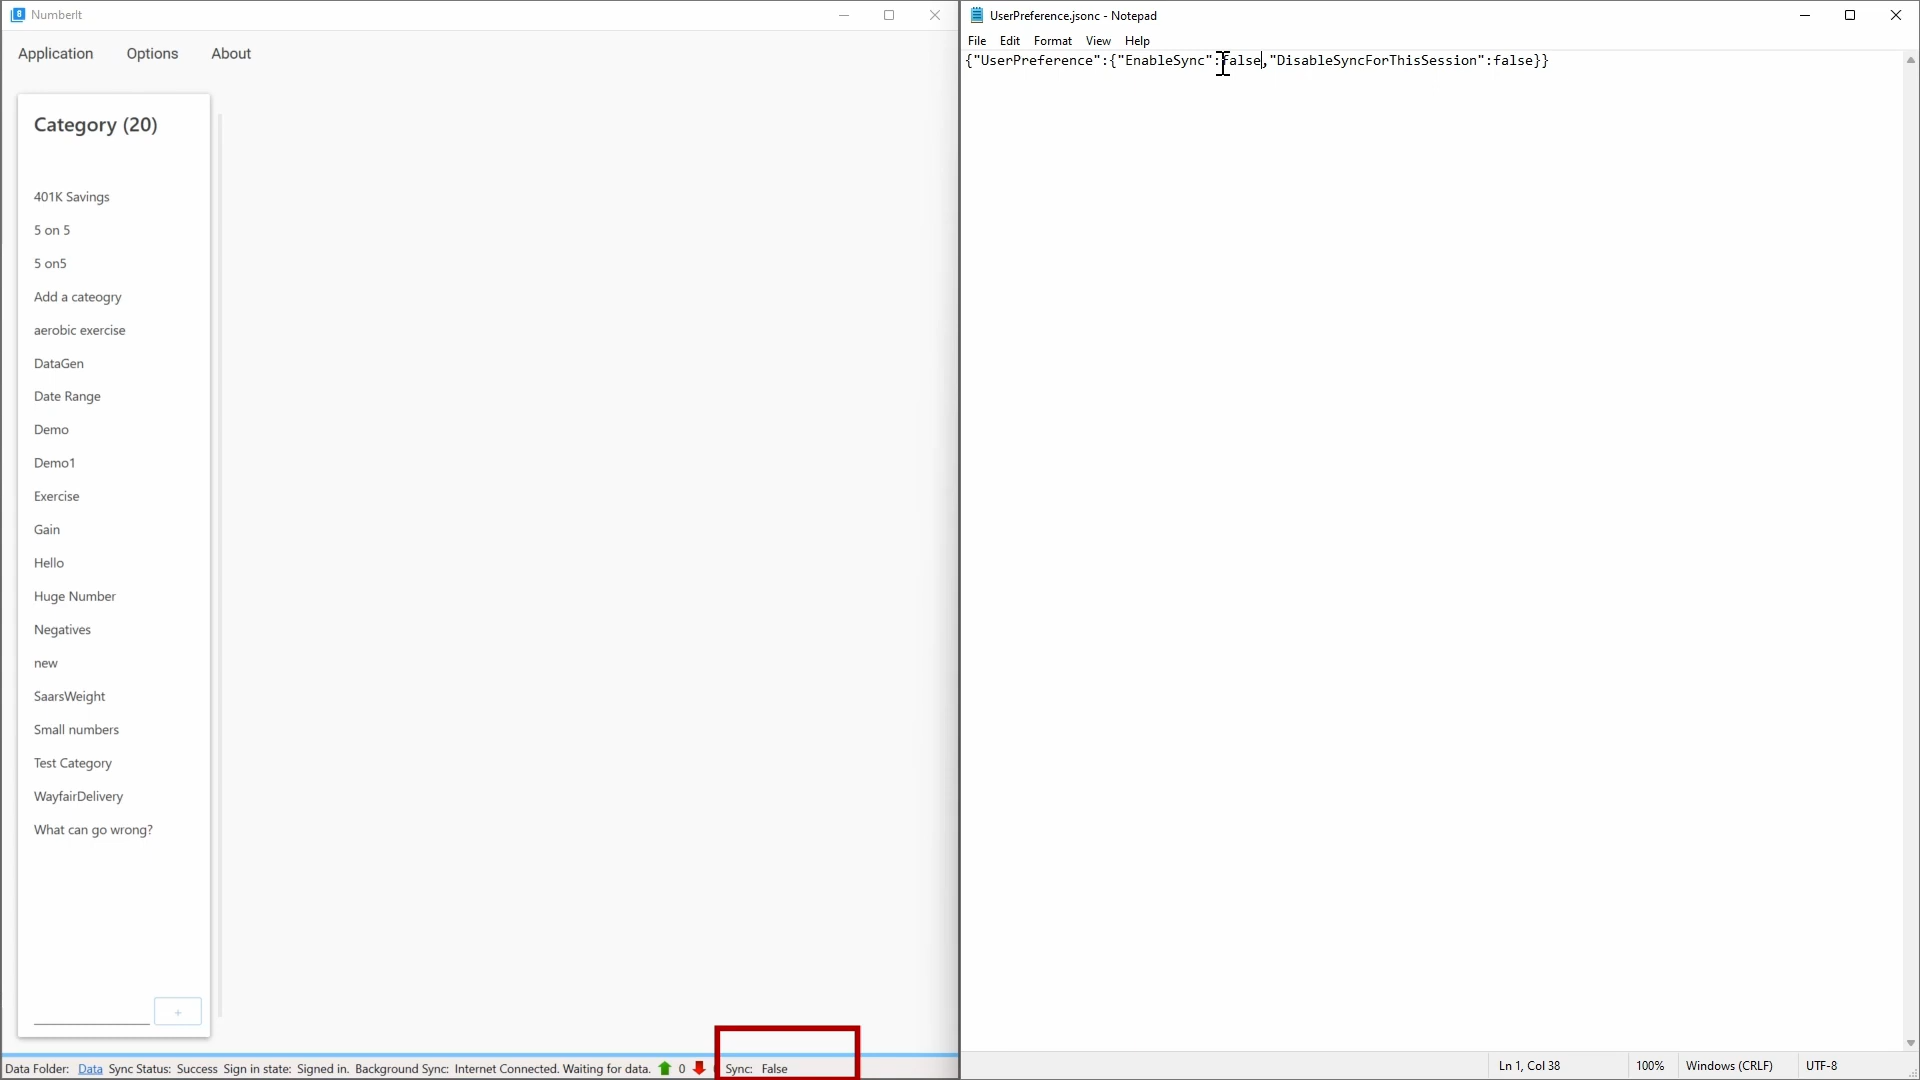 NumberIt
Application Options About
Category (20)
401K Savings
5 on 5
5 on5
Add a cateogry
aerobic exercise
DataGen
Date Range
Demo
Demo1
Exercise
Gain
Hello
Huge Number
Negatives
new
SaarsWeight
Small numbers
Test Category
WayfairDelivery
What can go wrong?
+
Data Folder: Data Sync Status: Success Sign in state: Signed in. Background Sync: Internet Connected. Waiting for data. 0 Sync: False
UserPreference.jsonc - Notepad
File Edit Format View Help
{"UserPreference":{"EnableSync":false,"DisableSyncForThisSession":false}}
Ln 1, Col 38 100% Windows (CRLF) UTF-8